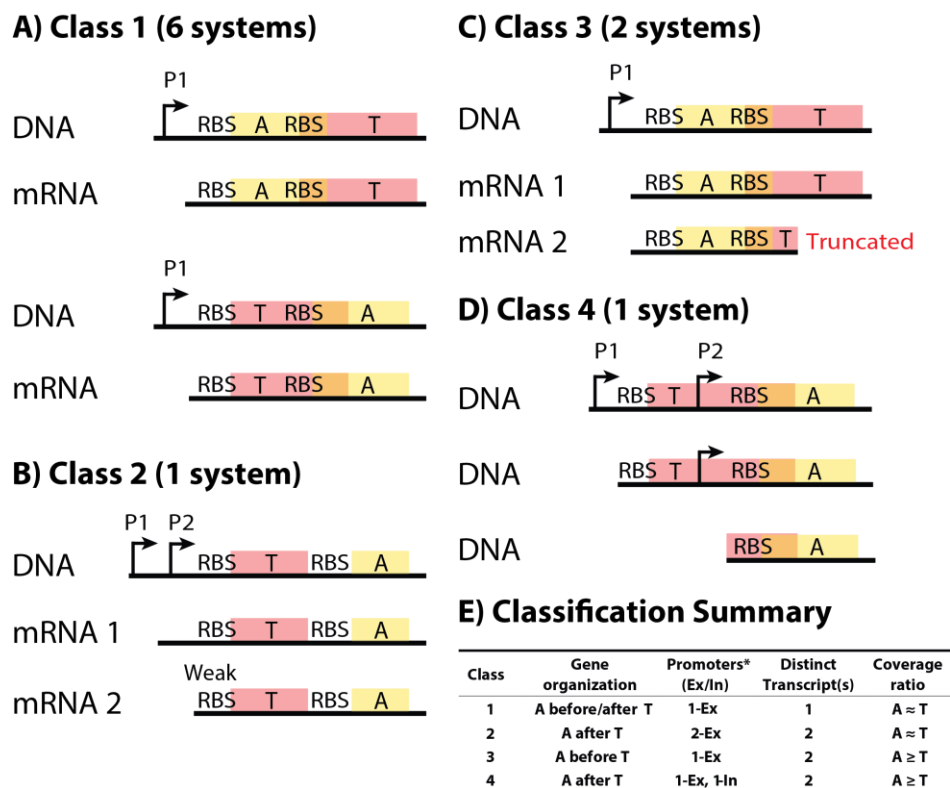 A) Class 1 (6 systems)
P1
DNA RBS A RBS T
mRNA RBS A RBS T
P1
DNA RBS T RBS A
mRNA RBS T RBS A
B) Class 2 (1 system)
P1 P2
DNA RBS T RBS A
mRNA 1 RBS T RBS A
Weak
mRNA 2 RBS T RBS A
C) Class 3 (2 systems)
P1
DNA RBS A RBS T
mRNA 1 RBS A RBS T
mRNA 2 RBS A RBS T Truncated
D) Class 4 (1 system)
P1 P2
DNA RBS T RBS A
DNA RBS T RBS A
DNA RBS A
E) Classification Summary
Class Gene organization Promoters* (Ex/In) Distinct Transcript(s) Coverage ratio
1 A before/after T 1-Ex 1 A ≈ T
2 A after T 2-Ex 2 A ≈ T
3 A before T 1-Ex 2 A ≥ T
4 A after T 1-Ex, 1-In 2 A ≥ T